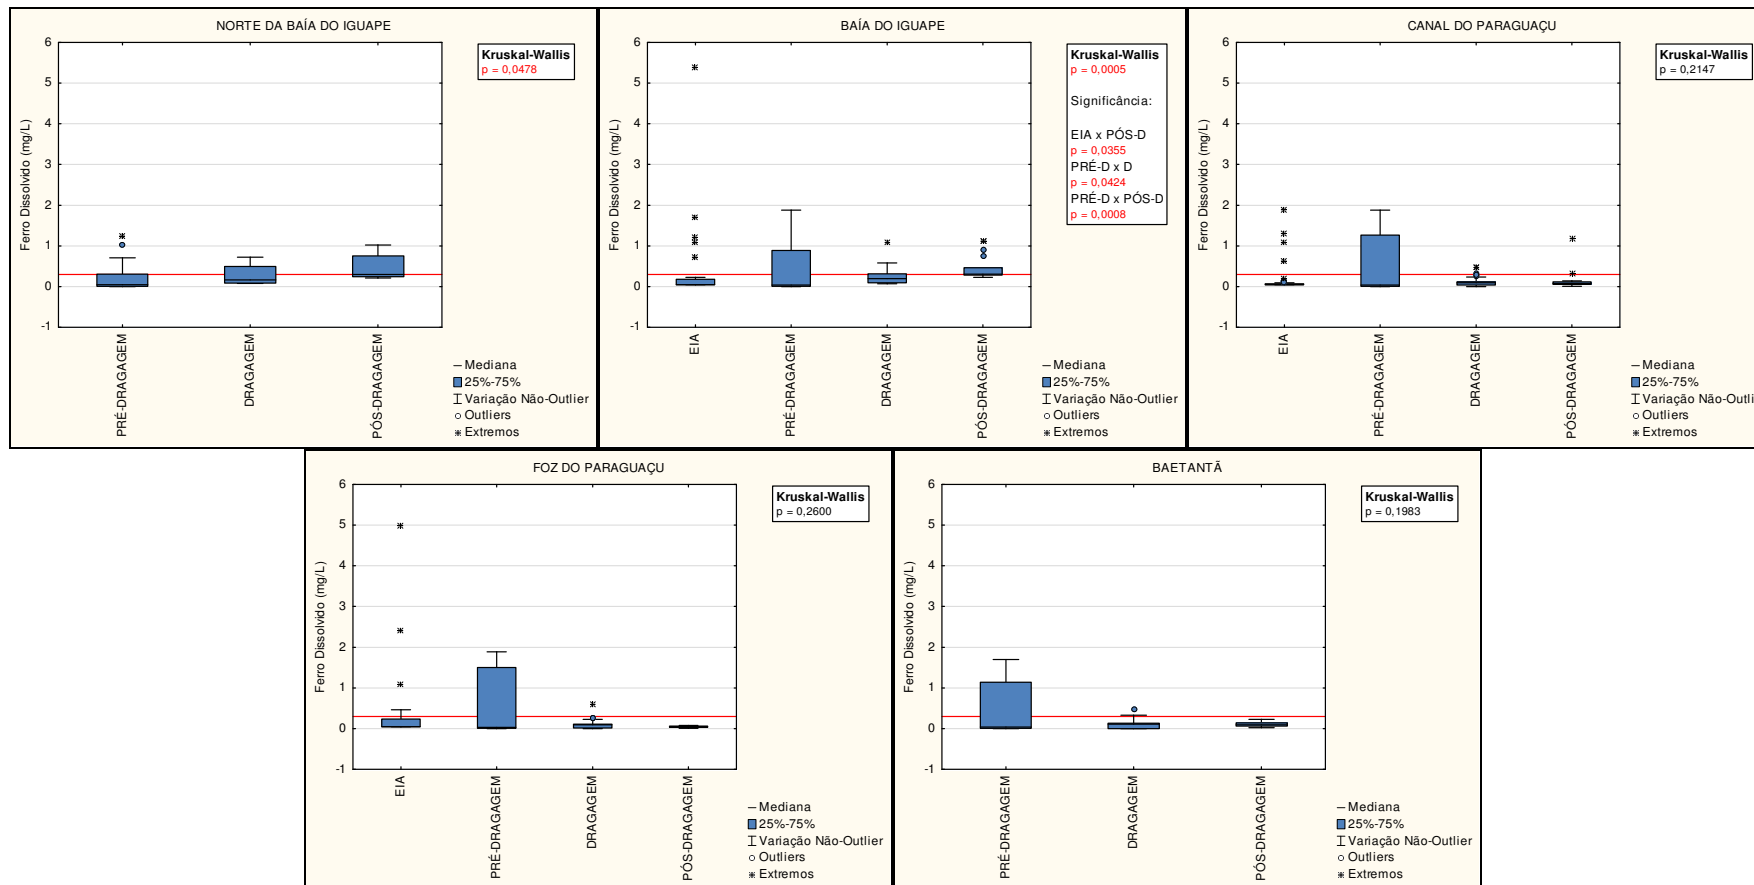 NORTE DA BAÍA DO IGUAPE
Ferro Dissolvido (mg/L)
6
5
4
3
2
1
0
-1
PRÉ-DRAGAGEM
DRAGAGEM
PÓS-DRAGAGEM
Kruskal-Wallis
p = 0,0478
Mediana
25%-75%
Variação Não-Outlier
Outliers
Extremos
BAÍA DO IGUAPE
Ferro Dissolvido (mg/L)
6
5
4
3
2
1
0
-1
EIA
PRÉ-DRAGAGEM
DRAGAGEM
PÓS-DRAGAGEM
Kruskal-Wallis
p = 0,0005
Significância:
EIA x PÓS-D
p = 0,0355
PRÉ-D x D
p = 0,0424
PRÉ-D x PÓS-D
p = 0,0008
Mediana
25%-75%
Variação Não-Outlier
Outliers
Extremos
CANAL DO PARAGUAÇU
Ferro Dissolvido (mg/L)
6
5
4
3
2
1
0
-1
EIA
PRÉ-DRAGAGEM
DRAGAGEM
PÓS-DRAGAGEM
Kruskal-Wallis
p = 0,2147
Mediana
25%-75%
Variação Não-Outli
Outliers
Extremos
FOZ DO PARAGUAÇU
Ferro Dissolvido (mg/L)
6
5
4
3
2
1
0
-1
EIA
PRÉ-DRAGAGEM
DRAGAGEM
PÓS-DRAGAGEM
Kruskal-Wallis
p = 0,2600
Mediana
25%-75%
Variação Não-Outlier
Outliers
Extremos
BAETANTÃ
Ferro Dissolvido (mg/L)
6
5
4
3
2
1
0
-1
PRÉ-DRAGAGEM
DRAGAGEM
PÓS-DRAGAGEM
Kruskal-Wallis
p = 0,1983
Mediana
25%-75%
Variação Não-Outlier
Outliers
Extremos